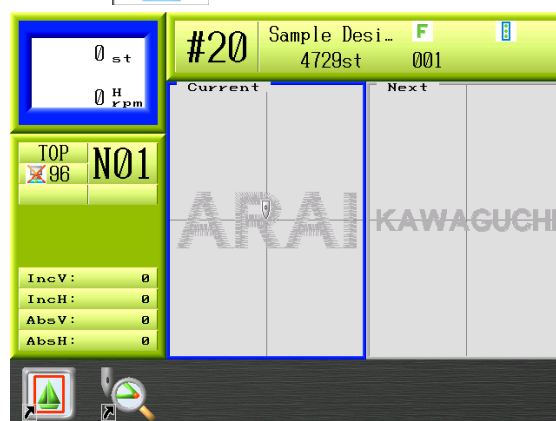 0 st
0 H rpm
#20
Sample Desi…
F
4729st
001
TOP
96
N01
IncV: 0
IncH: 0
AbsV: 0
AbsH: 0
Current
ARAI
Next
KAWAGUCHI